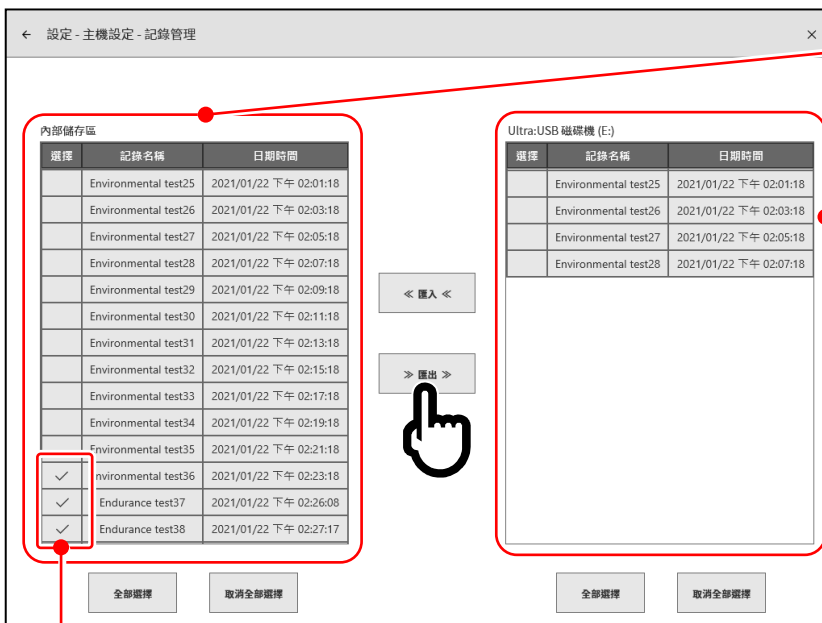 ← 設定 - 主機設定 - 記錄管理 ×
內部儲存區
選擇 記錄名稱 日期時間
Environmental test25 2021/01/22 下午 02:01:18
Environmental test26 2021/01/22 下午 02:03:18
Environmental test27 2021/01/22 下午 02:05:18
Environmental test28 2021/01/22 下午 02:07:18
Environmental test29 2021/01/22 下午 02:09:18
Environmental test30 2021/01/22 下午 02:11:18
Environmental test31 2021/01/22 下午 02:13:18
Environmental test32 2021/01/22 下午 02:15:18
Environmental test33 2021/01/22 下午 02:17:18
Environmental test34 2021/01/22 下午 02:19:18
Environmental test35 2021/01/22 下午 02:21:18
✓ nvironmental test36 2021/01/22 下午 02:23:18
✓ Endurance test37 2021/01/22 下午 02:26:08
✓ Endurance test38 2021/01/22 下午 02:27:17
全部選擇 取消全部選擇
≪ 匯入 ≪
≫ 匯出 ≫
Ultra:USB 磁碟機 (E:)
選擇 記錄名稱 日期時間
Environmental test25 2021/01/22 下午 02:01:18
Environmental test26 2021/01/22 下午 02:03:18
Environmental test27 2021/01/22 下午 02:05:18
Environmental test28 2021/01/22 下午 02:07:18
全部選擇 取消全部選擇